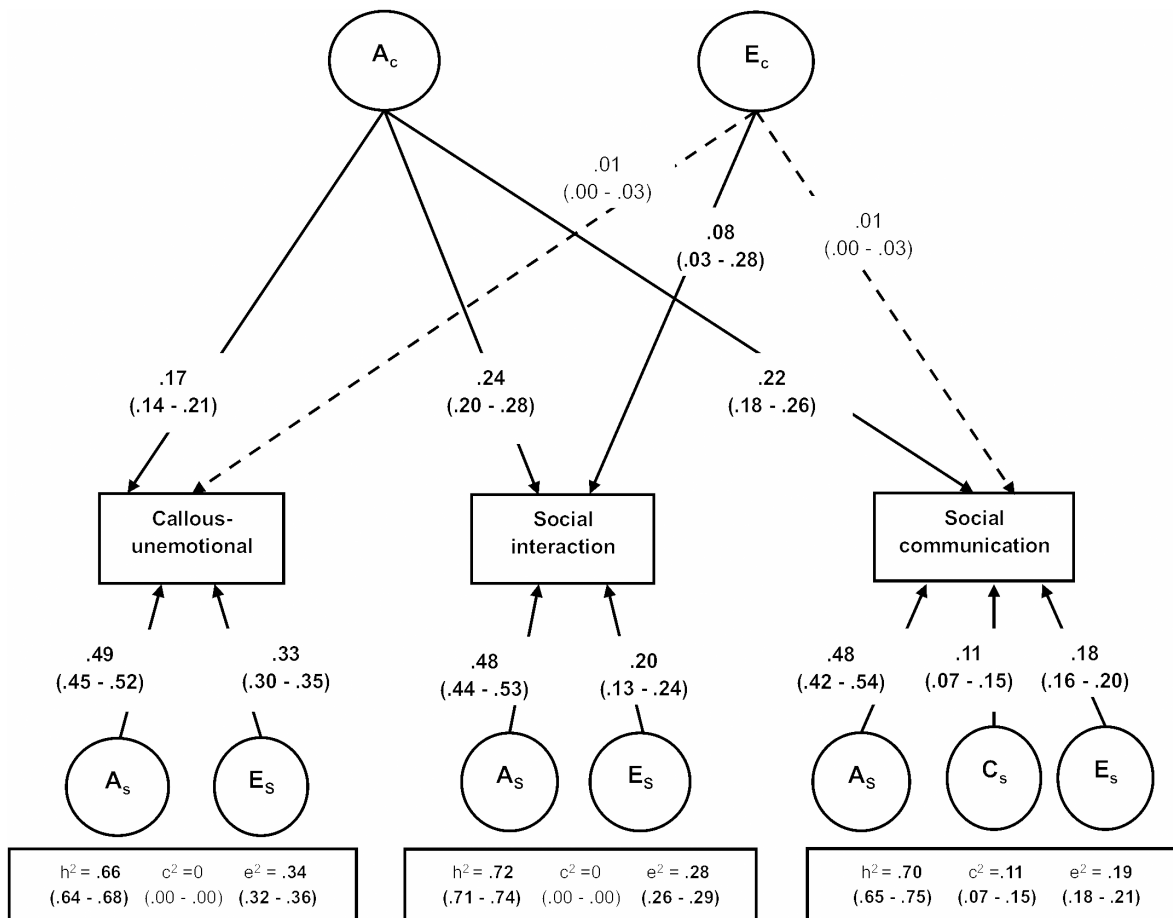 Ac
Ec
.01
(.00 - .03)
.08
(.03 - .28)
.01
(.00 - .03)
.17
(.14 - .21)
.24
(.20 - .28)
.22
(.18 - .26)
Callous-
unemotional
Social
interaction
Social
communication
.49
(.45 - .52)
.33
(.30 - .35)
.48
(.44 - .53)
.20
(.13 - .24)
.48
(.42 - .54)
.11
(.07 - .15)
.18
(.16 - .20)
As
ES
AS
ES
AS
Cs
Es
h² = .66 c² =0 e² = .34
(.64 - .68) (.00 - .00) (.32 - .36)
h² = .72 c² =0 e² = .28
(.71 - .74) (.00 - .00) (.26 - .29)
h² = .70 c² = .11 e² = .19
(.65 - .75) (.07 - .15) (.18 - .21)